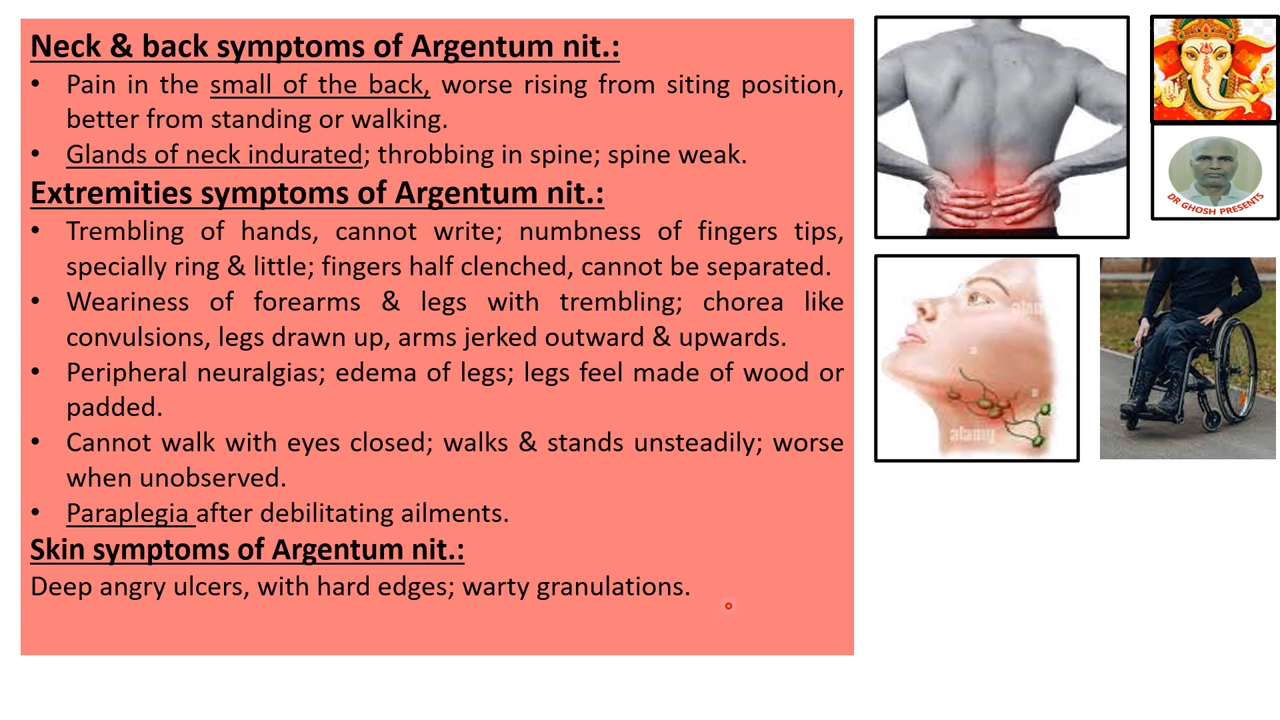 Neck & back symptoms of Argentum nit.:
• Pain in the small of the back, worse rising from siting position,
better from standing or walking.
• Glands of neck indurated; throbbing in spine; spine weak.
Extremities symptoms of Argentum nit.:
• Trembling of hands, cannot write; numbness of fingers tips,
specially ring & little; fingers half clenched, cannot be separated.
• Weariness of forearms & legs with trembling; chorea like
convulsions, legs drawn up, arms jerked outward & upwards.
• Peripheral neuralgias; edema of legs; legs feel made of wood or
padded.
• Cannot walk with eyes closed; walks & stands unsteadily; worse
when unobserved.
• Paraplegia after debilitating ailments.
Skin symptoms of Argentum nit.:
Deep angry ulcers, with hard edges; warty granulations.
DR GHOSH PRESENTS
alamy